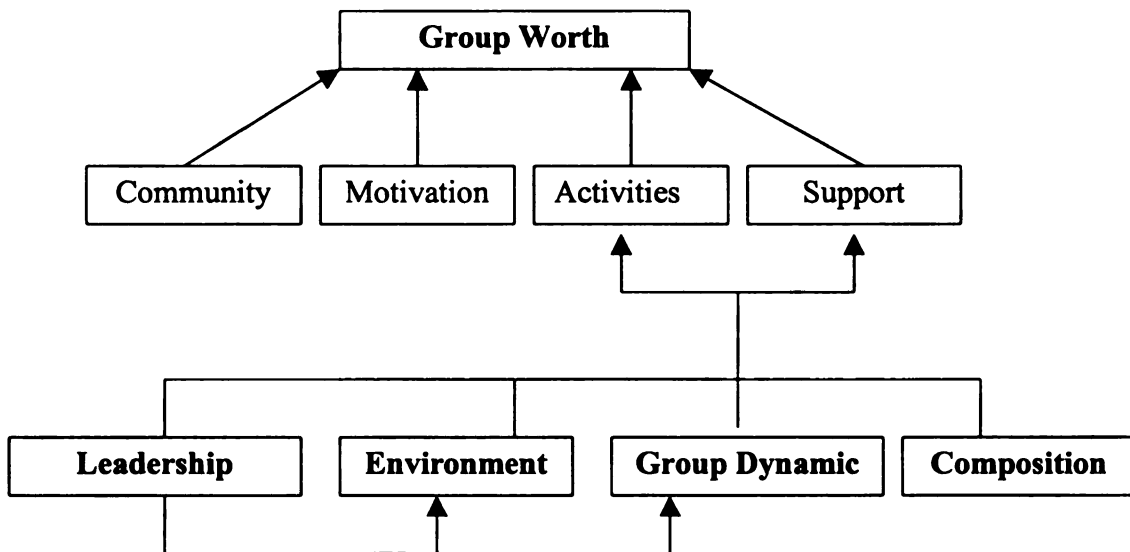 Group Worth
Community
Motivation
Activities
Support
Leadership
Environment
Group Dynamic
Composition